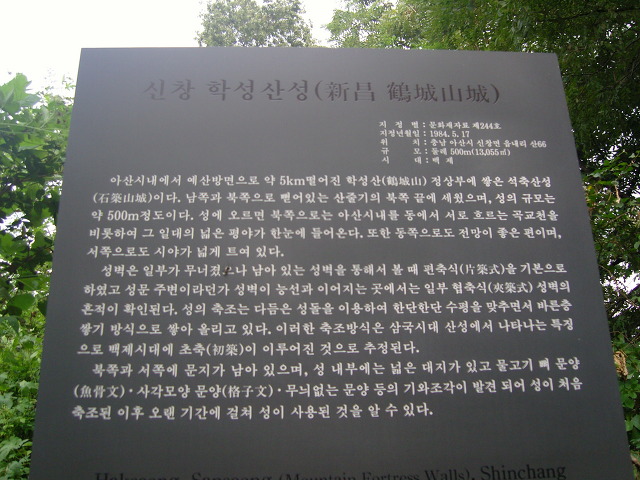 신창 학성산성(新昌 鶴城山城)
지 정 별 : 문화재자료 제244호
지정년월일 : 1984. 5. 17
위 치 : 충남 아산시 신창면 읍내리 산66
규 모 : 둘레 500m(13,055㎡)
시 대 : 백 제
아산시내에서 예산방면으로 약 5km떨어진 학성산(鶴城山) 정상부에 쌓은 석축산성
(石築山城)이다. 남쪽과 북쪽으로 뻗어있는 산줄기의 북쪽 끝에 세웠으며, 성의 규모는
약 500m정도이다. 성에 오르면 북쪽으로는 아산시내를 동에서 서로 흐르는 곡교천을
비롯하여 그 일대의 넓은 평야가 한눈에 들어온다. 또한 동쪽으로도 전망이 좋은 편이며,
서쪽으로도 시야가 넓게 트여 있다.
성벽은 일부가 무너졌으나 남아 있는 성벽을 통해서 볼 때 편축식(片築式)을 기본으로
하였고 성문 주변이라던가 성벽이 능선과 이어지는 곳에서는 일부 협축식(夾築式) 성벽의
흔적이 확인된다. 성의 축조는 다듬은 성돌을 이용하여 한단한단 수평을 맞추면서 바른층
쌓기 방식으로 쌓아 올리고 있다. 이러한 축조방식은 삼국시대 산성에서 나타나는 특징
으로 백제시대에 초축(初築)이 이루어진 것으로 추정된다.
북쪽과 서쪽에 문지가 남아 있으며, 성 내부에는 넓은 대지가 있고 물고기 뼈 문양
(魚骨文)·사각모양 문양(格子文)·무늬없는 문양 등의 기와조각이 발견 되어 성이 처음
축조된 이후 오랜 기간에 걸쳐 성이 사용된 것을 알 수 있다.
Hakseong Sanseong (Mountain Fortress Walls), Shinchang